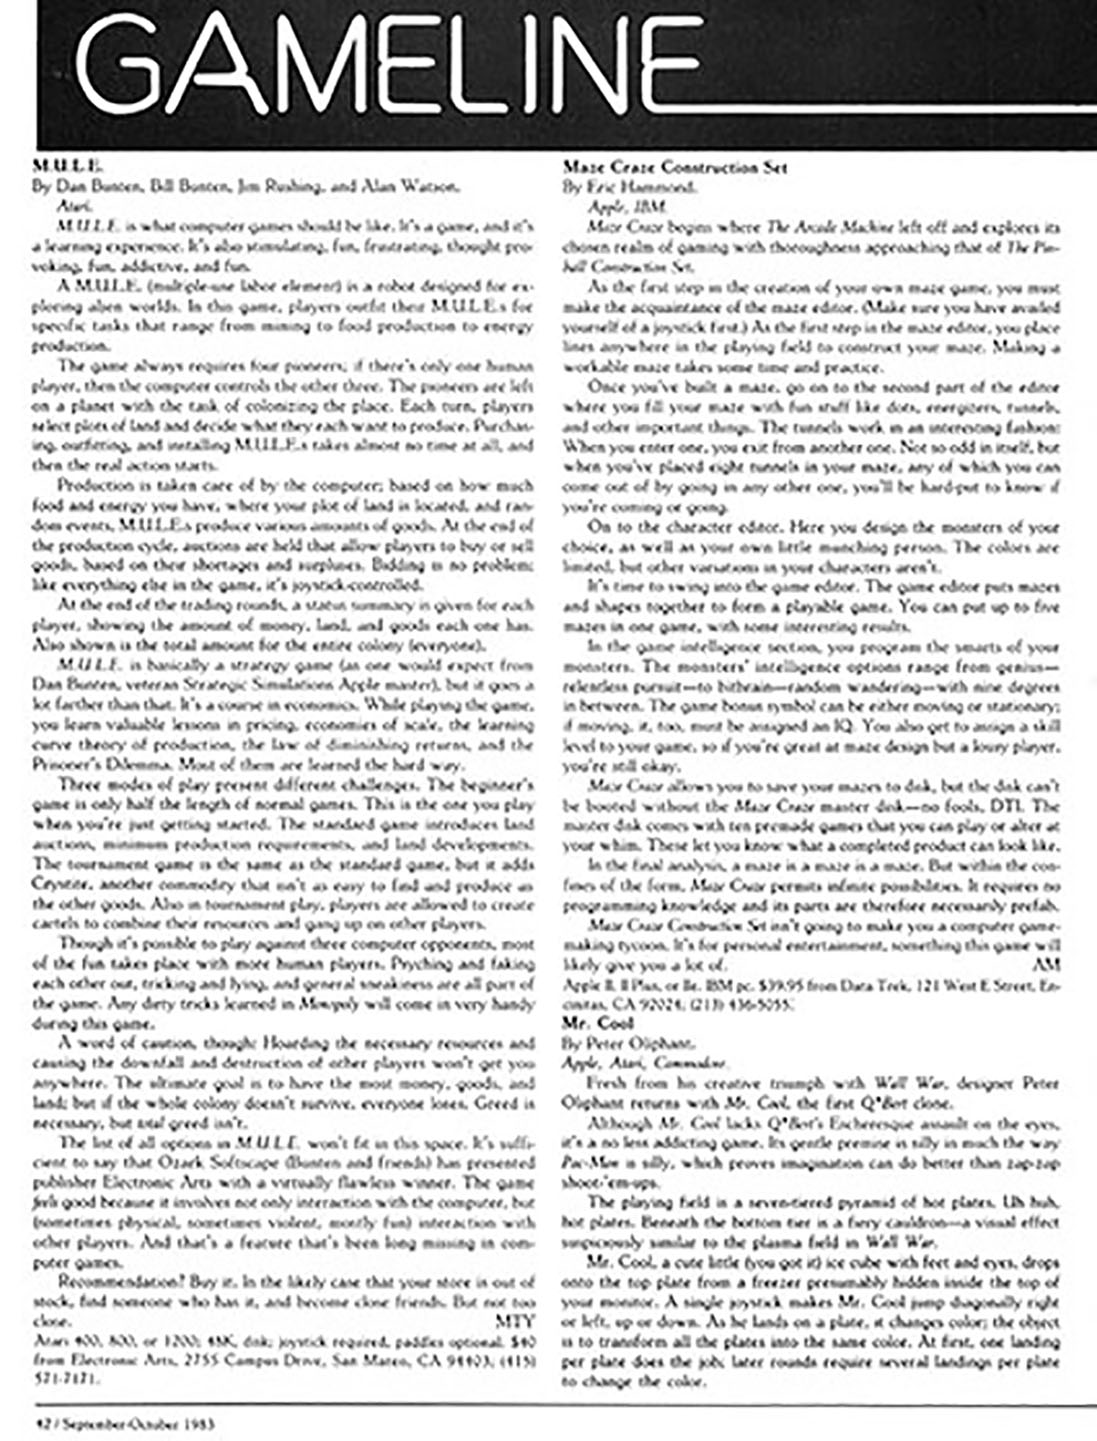 GAMELINE
M.U.L.E.
By Dan Bunten, Bill Bunten, Jim Rushing, and Alan Watson.
Atari.
M.U.L.E. is what computer games should be like. It's a game, and it's
a learning experience. It's also stimulating, fun, frustrating, thought pro-
voking, fun, addictive, and fun.
A M.U.L.E. (multiple-use labor element) is a robot designed for ex-
ploring alien worlds. In this game, players outfit their M.U.L.E.s for
specific tasks that range from mining to food production to energy
production.
The game always requires four pioneers; if there's only one human
player, then the computer controls the other three. The pioneers are left
on a planet with the task of colonizing the place. Each turn, players
select plots of land and decide what they each want to produce. Purchas-
ing, outfitting, and installing M.U.L.E.s takes almost no time at all, and
then the real action starts.
Production is taken care of by the computer; based on how much
food and energy you have, where your plot of land is located, and ran-
dom events, M.U.L.E.s produce various amounts of goods. At the end of
the production cycle, auctions are held that allow players to buy or sell
goods, based on their shortages and surpluses. Bidding is no problem;
like everything else in the game, it's joystick-controlled.
At the end of the trading rounds, a status summary is given for each
player, showing the amount of money, land, and goods each one has.
Also shown is the total amount for the entire colony (everyone).
M.U.L.E. is basically a strategy game (as one would expect from
Dan Bunten, veteran Strategic Simulations Apple master), but it goes a
lot farther than that. It's a course in economics. While playing the game,
you learn valuable lessons in pricing, economies of scale, the learning
curve theory of production, the law of diminishing returns, and the
Prisoner's Dilemma. Most of them are learned the hard way.
Three modes of play present different challenges. The beginner's
game is only half the length of normal games. This is the one you play
when you're just getting started. The standard game introduces land
auctions, minimum production requirements, and land developments.
The tournament game is the same as the standard game, but it adds
Crystite, another commodity that isn't as easy to find and produce as
the other goods. Also in tournament play, players are allowed to create
cartels to combine their resources and gang up on other players.
Though it's possible to play against three computer opponents, most
of the fun takes place with more human players. Psyching and faking
each other out, tricking and lying, and general sneakiness are all part of
the game. Any dirty tricks learned in Monopoly will come in very handy
during this game.
A word of caution, though: Hoarding the necessary resources and
causing the downfall and destruction of other players won't get you
anywhere. The ultimate goal is to have the most money, goods, and
land; but if the whole colony doesn't survive, everyone loses. Greed is
necessary, but total greed isn't.
The list of all options in M.U.L.E. won't fit in this space. It's suffi-
cient to say that Ozark Softscape (Bunten and friends) has presented
publisher Electronic Arts with a virtually flawless winner. The game
feels good because it involves not only interaction with the computer, but
(sometimes physical, sometimes violent, mostly fun) interaction with
other players. And that's a feature that's been long missing in com-
puter games.
Recommendation? Buy it. In the likely case that your store is out of
stock, find someone who has it, and become close friends. But not too
close. MTY
Atari 400, 800, or 1200; 48K, disk; joystick required, paddles optional. $40
from Electronic Arts, 2755 Campus Drive, San Mateo, CA 94403; (415)
571-7171.
Maze Craze Construction Set
By Eric Hammond.
Apple, IBM.
Maze Craze begins where The Arcade Machine left off and explores its
chosen realm of gaming with thoroughness approaching that of The Pin-
ball Construction Set.
As the first step in the creation of your own maze game, you must
make the acquaintance of the maze editor. (Make sure you have availed
yourself of a joystick first.) As the first step in the maze editor, you place
lines anywhere in the playing field to construct your maze. Making a
workable maze takes some time and practice.
Once you've built a maze, go on to the second part of the editor
where you fill your maze with fun stuff like dots, energizers, tunnels,
and other important things. The tunnels work in an interesting fashion:
When you enter one, you exit from another one. Not so odd in itself, but
when you've placed eight tunnels in your maze, any of which you can
come out of by going in any other one, you'll be hard-put to know if
you're coming or going.
On to the character editor. Here you design the monsters of your
choice, as well as your own little munching person. The colors are
limited, but other variations in your characters aren't.
It's time to swing into the game editor. The game editor puts mazes
and shapes together to form a playable game. You can put up to five
mazes in one game, with some interesting results.
In the game intelligence section, you program the smarts of your
monsters. The monsters' intelligence options range from genius—
relentless pursuit—to bitbrain—random wandering—with nine degrees
in between. The game bonus symbol can be either moving or stationary;
if moving, it, too, must be assigned an IQ. You also get to assign a skill
level to your game, so if you're great at maze design but a lousy player,
you're still okay.
Maze Craze allows you to save your mazes to disk, but the disk can't
be booted without the Maze Craze master disk—no fools, DTI. The
master disk comes with ten premade games that you can play or alter at
your whim. These let you know what a completed product can look like.
In the final analysis, a maze is a maze is a maze. But within the con-
fines of the form, Maze Craze permits infinite possibilities. It requires no
programming knowledge and its parts are therefore necessarily prefab.
Maze Craze Construction Set isn't going to make you a computer game-
making tycoon. It's for personal entertainment, something this game will
likely give you a lot of. AM
Apple II, II Plus, or IIe, IBM pc. $39.95 from Data Trek, 121 West E Street, En-
cinitas, CA 92024; (213) 436-5055.
Mr. Cool
By Peter Oliphant.
Apple, Atari, Commodore.
Fresh from his creative triumph with Wall War, designer Peter
Oliphant returns with Mr. Cool, the first Q*Bert clone.
Although Mr. Cool lacks Q*Bert's Escheresque assault on the eyes,
it's a no less addicting game. Its gentle premise is silly in much the way
Pac-Man is silly, which proves imagination can do better than zap-zap
shoot-'em-ups.
The playing field is a seven-tiered pyramid of hot plates. Uh huh,
hot plates. Beneath the bottom tier is a fiery cauldron—a visual effect
suspiciously similar to the plasma field in Wall War.
Mr. Cool, a cute little (you got it) ice cube with feet and eyes, drops
onto the top plate from a freezer presumably hidden inside the top of
your monitor. A single joystick makes Mr. Cool jump diagonally right
or left, up or down. As he lands on a plate, it changes color; the object
is to transform all the plates into the same color. At first, one landing
per plate does the job; later rounds require several landings per plate
to change the color.
42 / September-October 1983